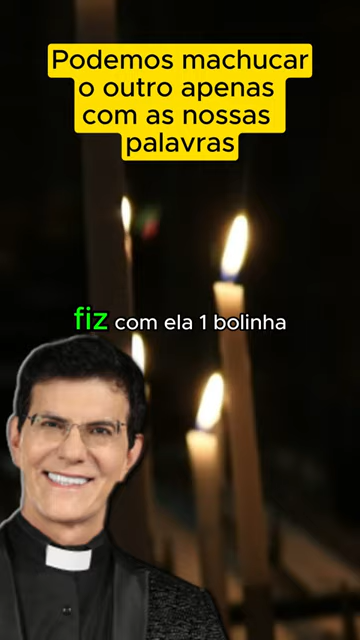 Podemos machucar
o outro apenas
com as nossas
palavras
fiz com ela 1 bolinha